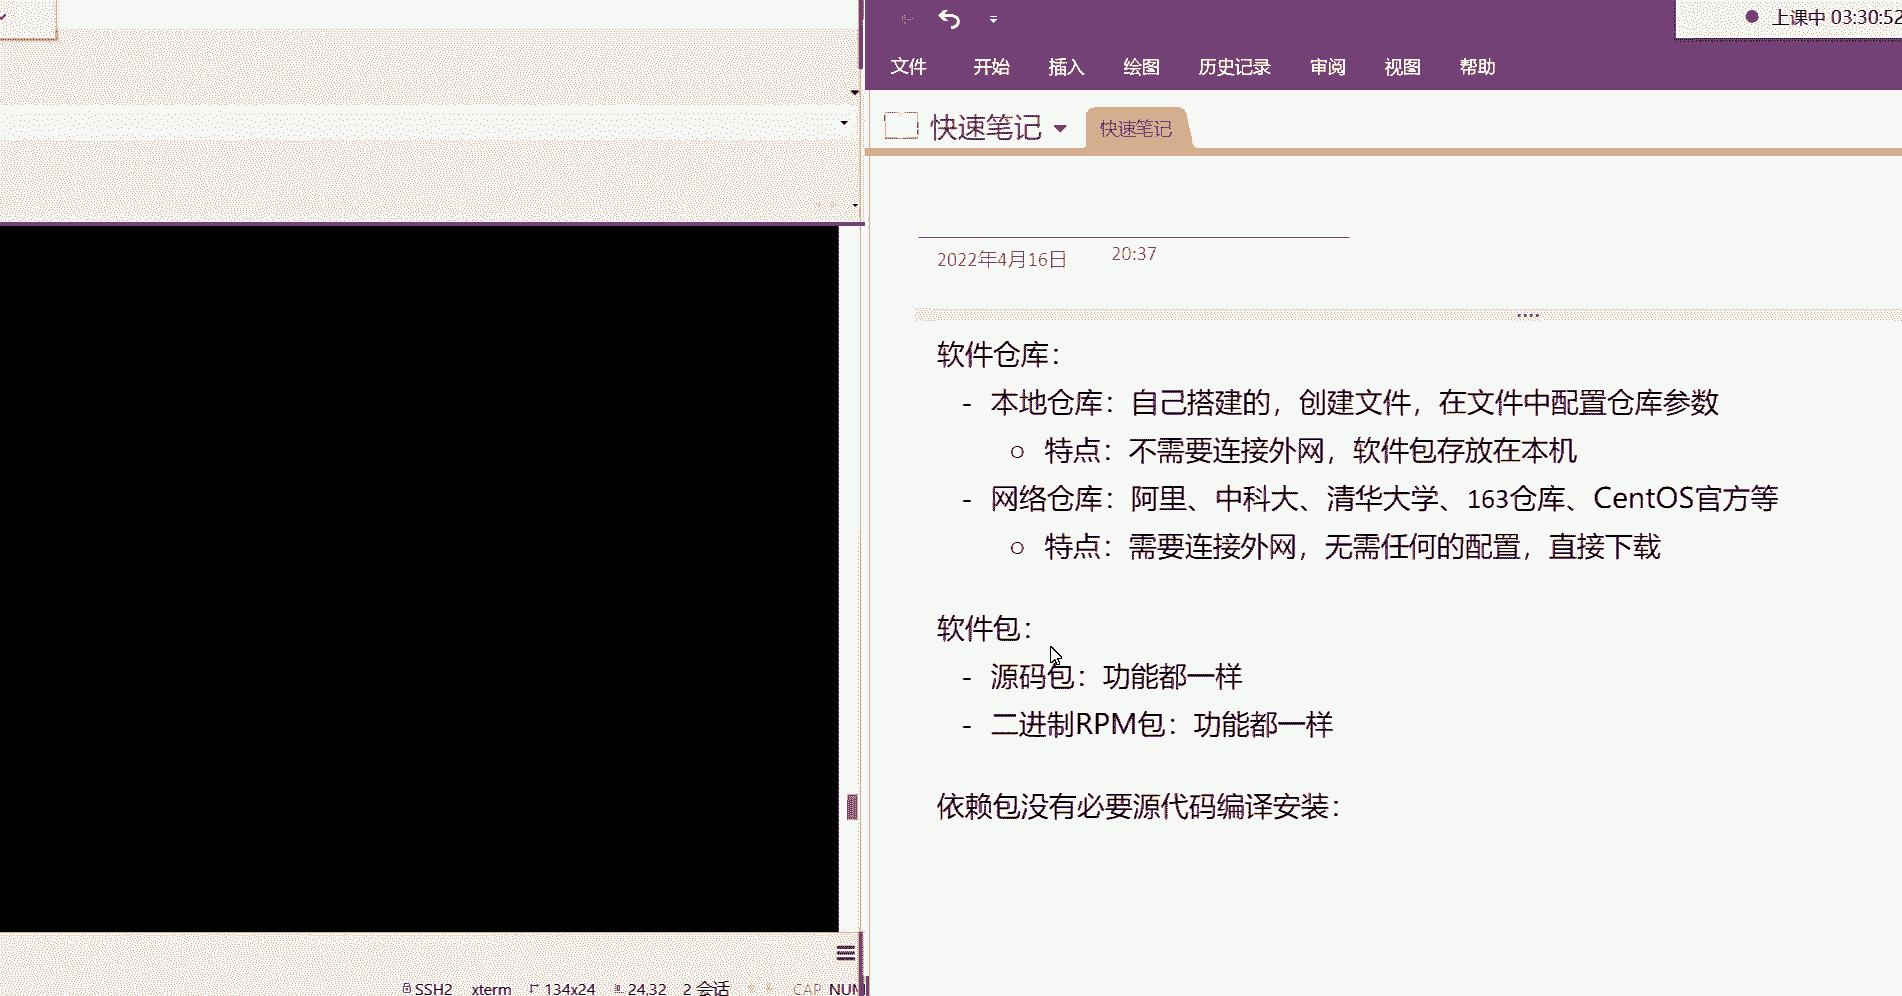 上课中 03:30:52
文件 开始 插入 绘图 历史记录 审阅 视图 帮助
快速笔记 快速笔记
2022年4月16日 20:37
软件仓库：
- 本地仓库：自己搭建的，创建文件，在文件中配置仓库参数
○ 特点：不需要连接外网，软件包存放在本机
- 网络仓库：阿里、中科大、清华大学、163仓库、CentOS官方等
○ 特点：需要连接外网，无需任何的配置，直接下载
软件包：
- 源码包：功能都一样
- 二进制RPM包：功能都一样
依赖包没有必要源代码编译安装：
SSH2 xterm 134x24 24,32 2 会话 CAP NUM